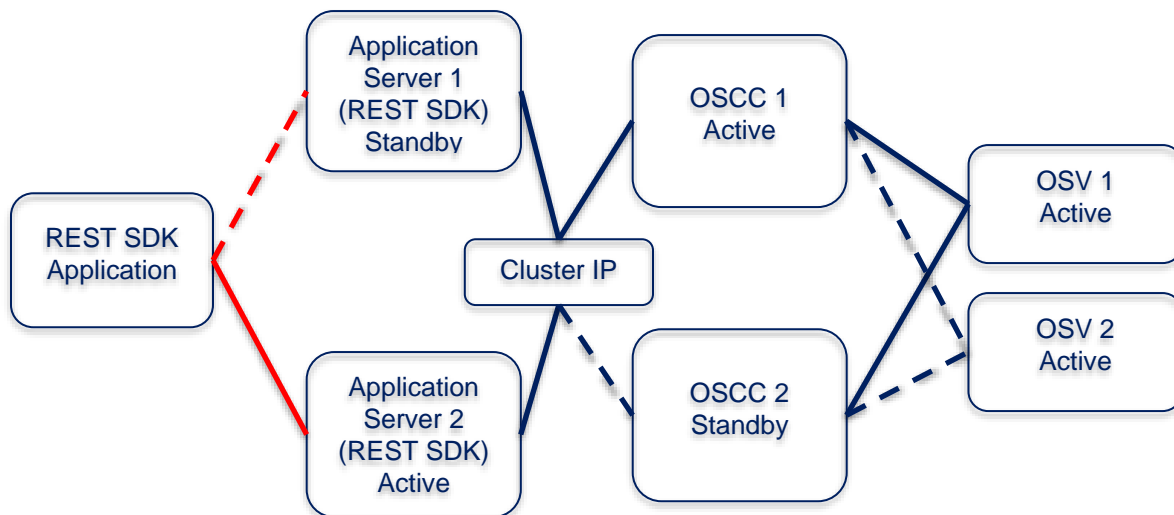 Application
Server 1
(REST SDK)
Standby
OSCC 1
Active
OSV 1
Active
REST SDK
Application
Cluster IP
OSV 2
Active
Application
Server 2
(REST SDK)
Active
OSCC 2
Standby